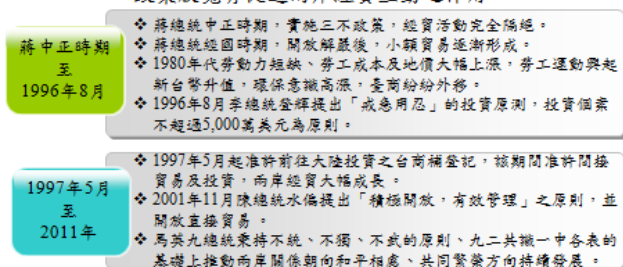 蔣中正時期
至
1996年8月
❖ 蔣總統中正時期，實施三不政策，經貿活動完全隔絕。
❖ 蔣總統經國時期，開放解嚴後，小額貿易逐漸形成。
❖ 1980年代勞動力短缺、勞工成本及地價大幅上漲，勞工運動興起
新台幣升值，環保意識高漲，臺商紛紛外移。
❖ 1996年8月李總統登輝提出「戒急用忍」的投資原測，投資個案
不超過5,000萬美元為原則。
1997年5月
至
2011年
❖ 1997年5月起准許前往大陸投資之台商補登記，該期間准許間接
貿易及投資，兩岸經貿大幅成長。
❖ 2001年11月陳總統水偏提出「積極開放，有效管理」之原則，並
開放直接貿易。
❖ 馬英九總統秉持不統、不獨、不武的原則、九二共識一中各表的
基礎上推動兩岸關係朝向和平相處、共同繁榮方向持續發展。